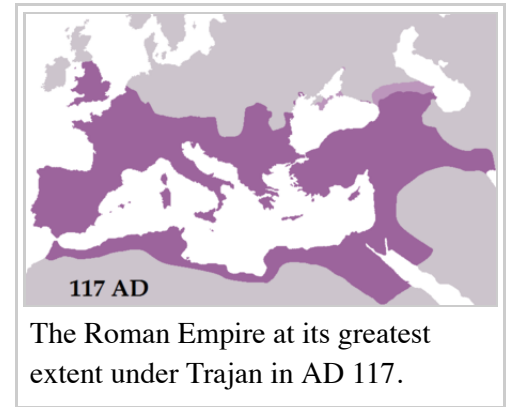 117 AD
The Roman Empire at its greatest
extent under Trajan in AD 117.